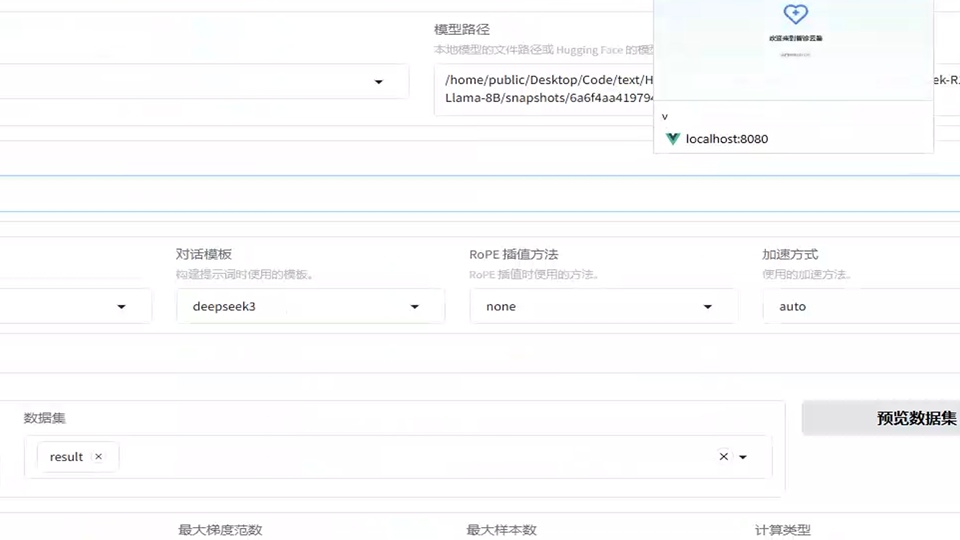 模型路径
本地模型的文件路径或 Hugging Face 的模型
/home/public/Desktop/Code/text/H
ek-R
Llama-8B/snapshots/6a6f4aa419794
v
localhost:8080
对话模板
RoPE 插值方法
加速方式
构建提示词时使用的模板。
RoPE 插值时使用的方法。
使用的加速方法。
deepseek3
none
auto
数据集
预览数据集
result
最大梯度范数
最大样本数
计算类型